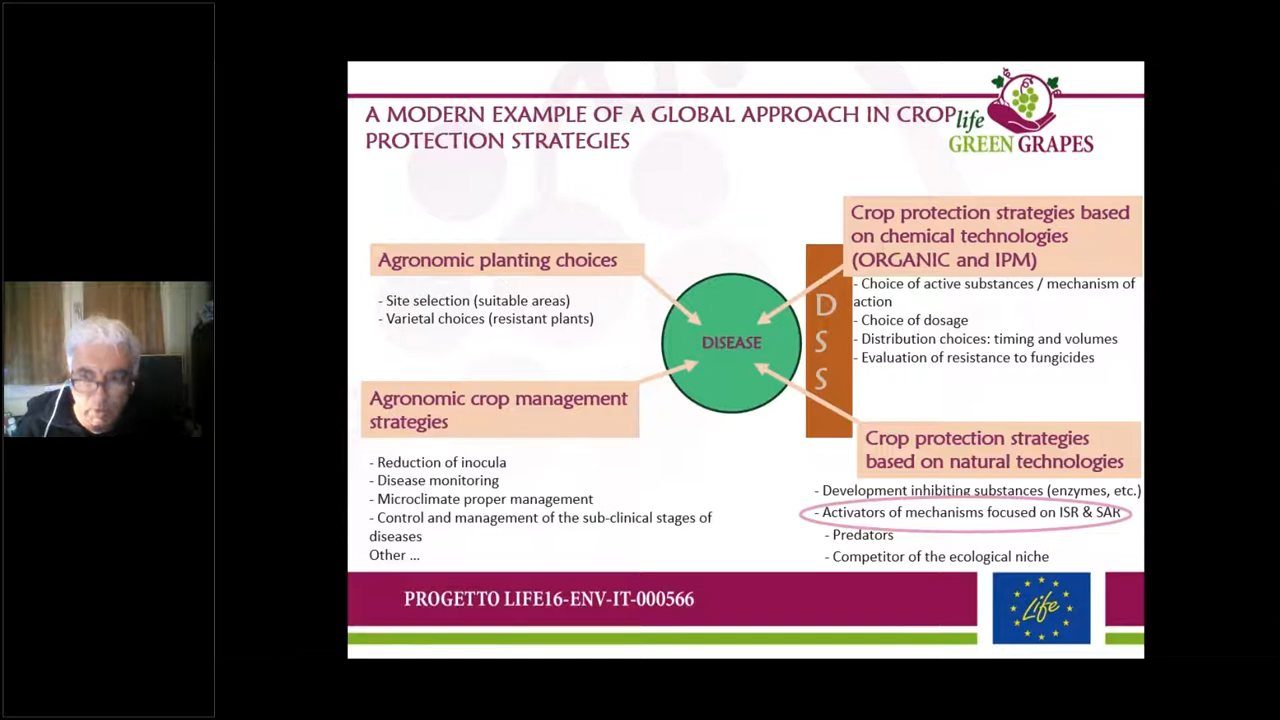 A MODERN EXAMPLE OF A GLOBAL APPROACH IN CROP
PROTECTION STRATEGIES
life
GREEN GRAPES
Agronomic planting choices
- Site selection (suitable areas)
- Varietal choices (resistant plants)
Agronomic crop management
strategies
- Reduction of inocula
- Disease monitoring
- Microclimate proper management
- Control and management of the sub-clinical stages of
diseases
Other ...
DISEASE
D
S
S
Crop protection strategies based
on chemical technologies
(ORGANIC and IPM)
- Choice of active substances / mechanism of
action
- Choice of dosage
- Distribution choices: timing and volumes
- Evaluation of resistance to fungicides
Crop protection strategies
based on natural technologies
- Development inhibiting substances (enzymes, etc.)
- Activators of mechanisms focused on ISR & SAR
- Predators
- Competitor of the ecological niche
PROGETTO LIFE16-ENV-IT-000566
Life